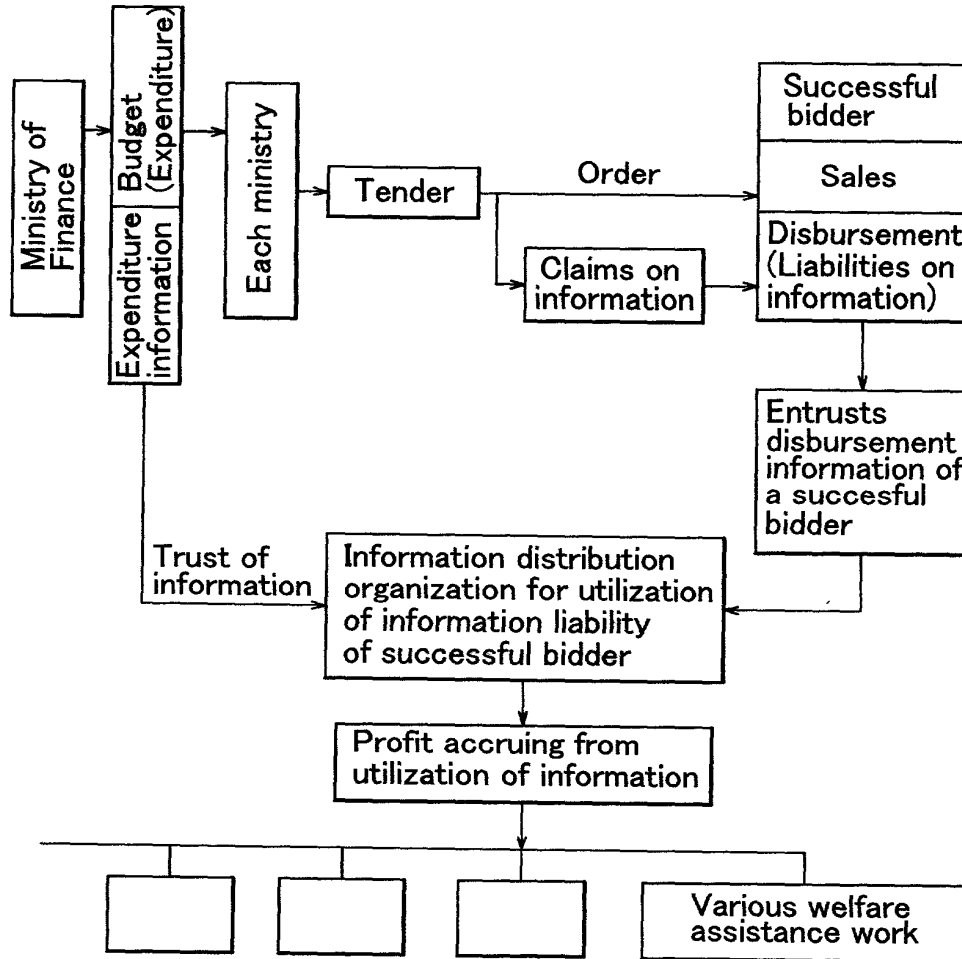 Ministry of
Finance
Budget
(Expenditure)
Expenditure
information
Each ministry
Tender
Order
Claims on
information
Successful
bidder
Sales
Disbursement
(Liabilities on
information)
Entrusts
disbursement
information of
a succesful
bidder
Trust of
information
Information distribution
organization for utilization
of information liability
of successful bidder
Profit accruing from
utilization of information
Various welfare
assistance work